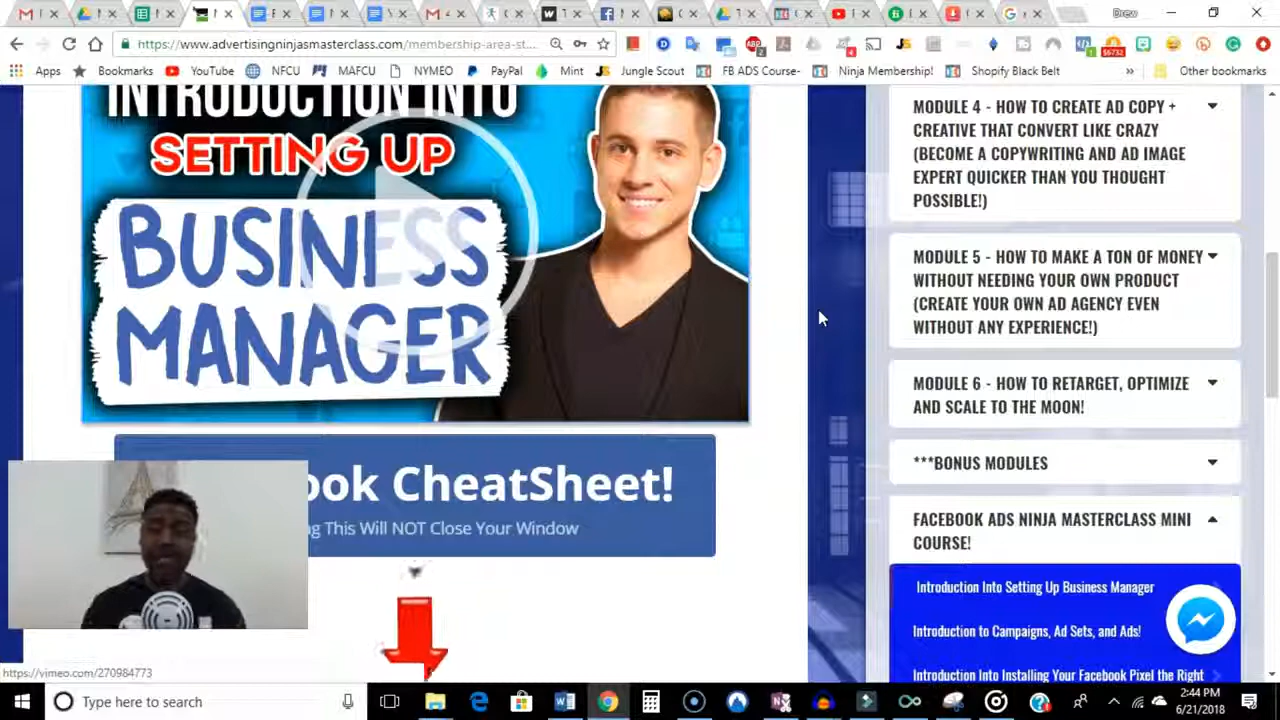 Drew
https://www.advertisingninjasmasterclass.com/membership-area-st...
Apps
Bookmarks
YouTube
NFCU
MAFCU
NYMEO
PayPal
Mint
Jungle Scout
FB ADS Course-
Ninja Membership!
Shopify Black Belt
»
Other bookmarks
INTRODUCTION INTO
SETTING UP
BUSINESS
MANAGER
ook CheatSheet!
ng This Will NOT Close Your Window
MODULE 4 - HOW TO CREATE AD COPY +
CREATIVE THAT CONVERT LIKE CRAZY
(BECOME A COPYWRITING AND AD IMAGE
EXPERT QUICKER THAN YOU THOUGHT
POSSIBLE!)
MODULE 5 - HOW TO MAKE A TON OF MONEY
WITHOUT NEEDING YOUR OWN PRODUCT
(CREATE YOUR OWN AD AGENCY EVEN
WITHOUT ANY EXPERIENCE!)
MODULE 6 - HOW TO RETARGET, OPTIMIZE
AND SCALE TO THE MOON!
***BONUS MODULES
FACEBOOK ADS NINJA MASTERCLASS MINI
COURSE!
Introduction Into Setting Up Business Manager
Introduction to Campaigns, Ad Sets, and Ads!
Introduction Into Installing Your Facebook Pixel the Right
https://vimeo.com/270984773
Type here to search
2:44 PM
6/21/2018